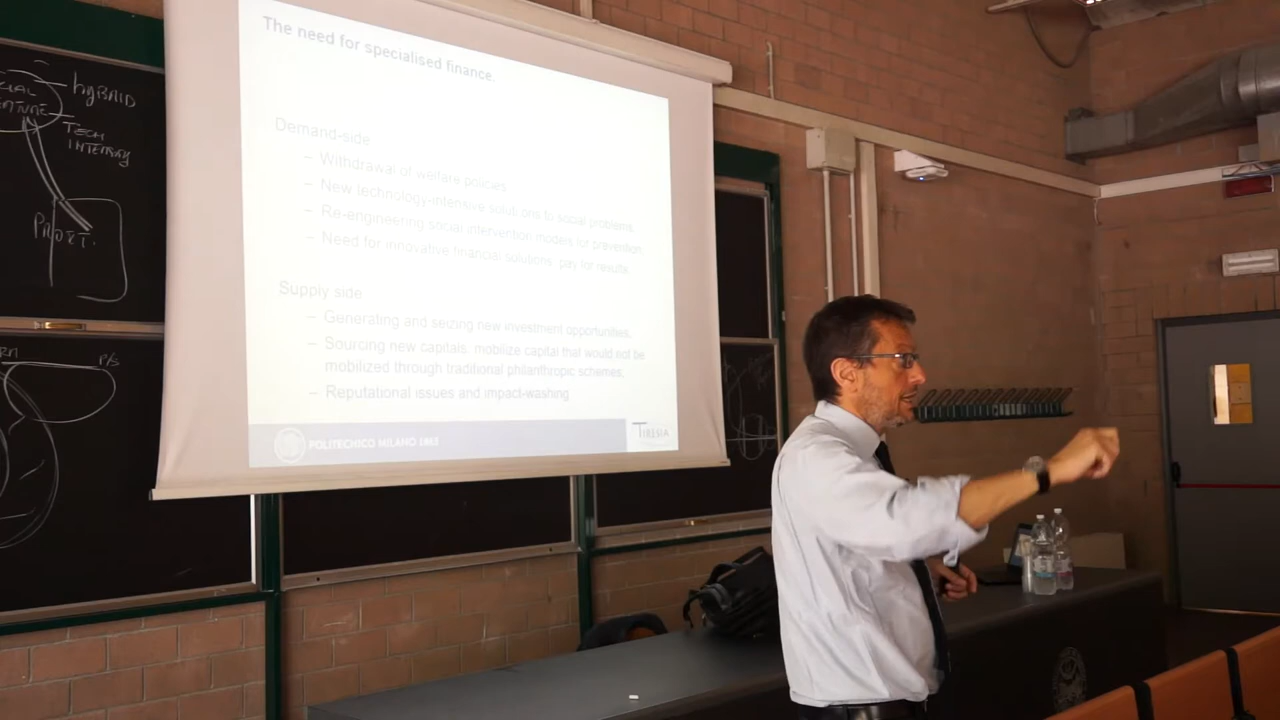 The need for specialised finance.
Demand-side
– Withdrawal of welfare policies
– New technology-intensive solutions to social problems.
– Re-engineering social intervention models for prevention
– Need for innovative financial solutions: pay for results
Supply side
– Generating and seizing new investment opportunities.
– Sourcing new capitals, mobilize capital that would not be
mobilized through traditional philanthropic schemes;
– Reputational issues and impact-washing
POLITECNICO MILANO 1863
TIRESIA
HYBRID
TECH
INTENSITY
P/S